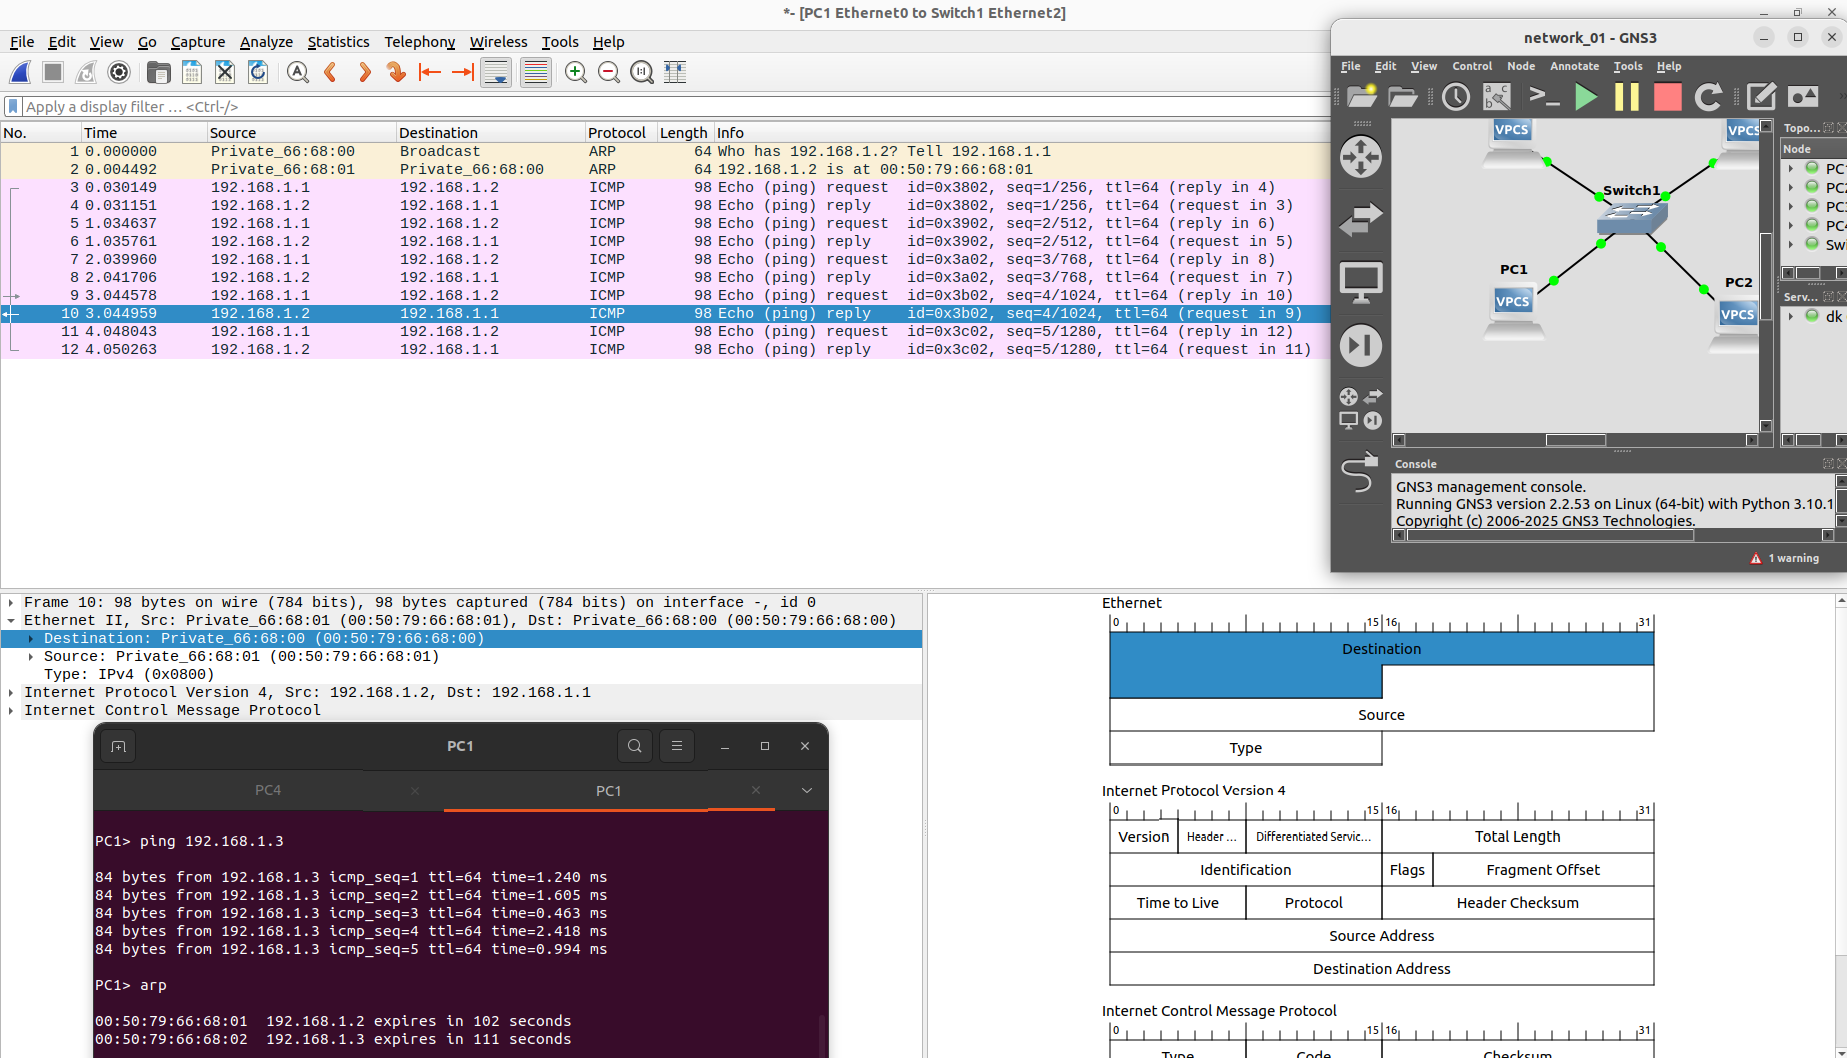 *- [PC1 Ethernet0 to Switch1 Ethernet2]
File Edit View Go Capture Analyze Statistics Telephony Wireless Tools Help
Apply a display filter … <Ctrl-/>
No. Time Source Destination Protocol Length Info
1 0.000000 Private_66:68:00 Broadcast ARP 64 Who has 192.168.1.2? Tell 192.168.1.1
2 0.004492 Private_66:68:01 Private_66:68:00 ARP 64 192.168.1.2 is at 00:50:79:66:68:01
3 0.030149 192.168.1.1 192.168.1.2 ICMP 98 Echo (ping) request id=0x3802, seq=1/256, ttl=64 (reply in 4)
4 0.031151 192.168.1.2 192.168.1.1 ICMP 98 Echo (ping) reply id=0x3802, seq=1/256, ttl=64 (request in 3)
5 1.034637 192.168.1.1 192.168.1.2 ICMP 98 Echo (ping) request id=0x3902, seq=2/512, ttl=64 (reply in 6)
6 1.035761 192.168.1.2 192.168.1.1 ICMP 98 Echo (ping) reply id=0x3902, seq=2/512, ttl=64 (request in 5)
7 2.039960 192.168.1.1 192.168.1.2 ICMP 98 Echo (ping) request id=0x3a02, seq=3/768, ttl=64 (reply in 8)
8 2.041706 192.168.1.2 192.168.1.1 ICMP 98 Echo (ping) reply id=0x3a02, seq=3/768, ttl=64 (request in 7)
9 3.044578 192.168.1.1 192.168.1.2 ICMP 98 Echo (ping) request id=0x3b02, seq=4/1024, ttl=64 (reply in 10)
10 3.044959 192.168.1.2 192.168.1.1 ICMP 98 Echo (ping) reply id=0x3b02, seq=4/1024, ttl=64 (request in 9)
11 4.048043 192.168.1.1 192.168.1.2 ICMP 98 Echo (ping) request id=0x3c02, seq=5/1280, ttl=64 (reply in 12)
12 4.050263 192.168.1.2 192.168.1.1 ICMP 98 Echo (ping) reply id=0x3c02, seq=5/1280, ttl=64 (request in 11)
network_01 - GNS3
File Edit View Control Node Annotate Tools Help
Topo...
Node
PC1
PC2
PC3
PC4
Sw
Serv...
dk
VPCS
VPCS
Switch1
PC1
VPCS
PC2
VPCS
Console
GNS3 management console.
Running GNS3 version 2.2.53 on Linux (64-bit) with Python 3.10.1
Copyright (c) 2006-2025 GNS3 Technologies.
1 warning
Frame 10: 98 bytes on wire (784 bits), 98 bytes captured (784 bits) on interface -, id 0
Ethernet II, Src: Private_66:68:01 (00:50:79:66:68:01), Dst: Private_66:68:00 (00:50:79:66:68:00)
Destination: Private_66:68:00 (00:50:79:66:68:00)
Source: Private_66:68:01 (00:50:79:66:68:01)
Type: IPv4 (0x0800)
Internet Protocol Version 4, Src: 192.168.1.2, Dst: 192.168.1.1
Internet Control Message Protocol
PC1
PC4
PC1
PC1> ping 192.168.1.3
84 bytes from 192.168.1.3 icmp_seq=1 ttl=64 time=1.240 ms
84 bytes from 192.168.1.3 icmp_seq=2 ttl=64 time=1.605 ms
84 bytes from 192.168.1.3 icmp_seq=3 ttl=64 time=0.463 ms
84 bytes from 192.168.1.3 icmp_seq=4 ttl=64 time=2.418 ms
84 bytes from 192.168.1.3 icmp_seq=5 ttl=64 time=0.994 ms
PC1> arp
00:50:79:66:68:01 192.168.1.2 expires in 102 seconds
00:50:79:66:68:02 192.168.1.3 expires in 111 seconds
Ethernet
0 15 16 31
Destination
Source
Type
Internet Protocol Version 4
0 15 16 31
Version Header ... Differentiated Servic... Total Length
Identification Flags Fragment Offset
Time to Live Protocol Header Checksum
Source Address
Destination Address
Internet Control Message Protocol
0 15 16 31
Type Code Checksum